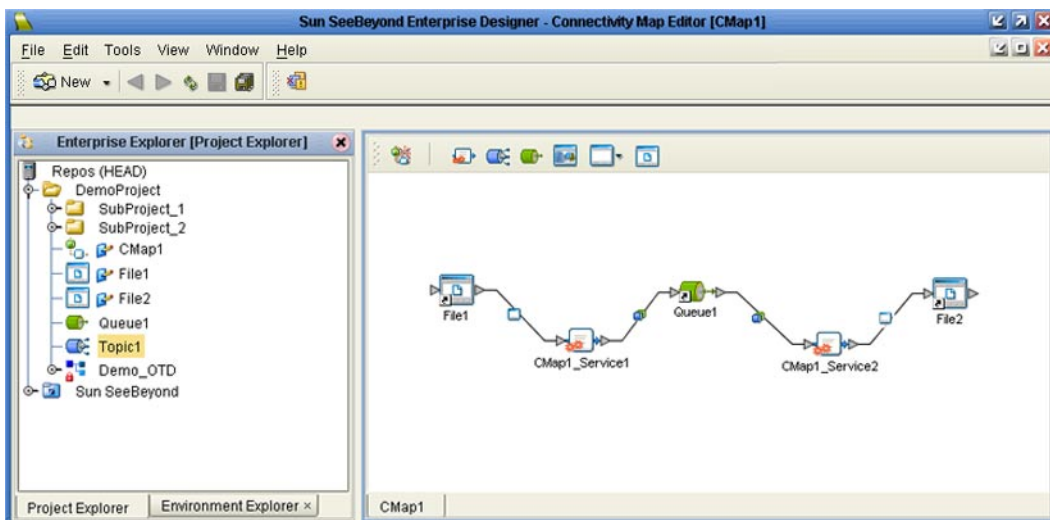 Sun SeeBeyond Enterprise Designer - Connectivity Map Editor [CMap1]
File Edit Tools View Window Help
New
Enterprise Explorer [Project Explorer]
Repos (HEAD)
DemoProject
SubProject_1
SubProject_2
CMap1
File1
File2
Queue1
Topic1
Demo_OTD
Sun SeeBeyond
Project Explorer
Environment Explorer
File1
CMap1_Service1
Queue1
CMap1_Service2
File2
CMap1